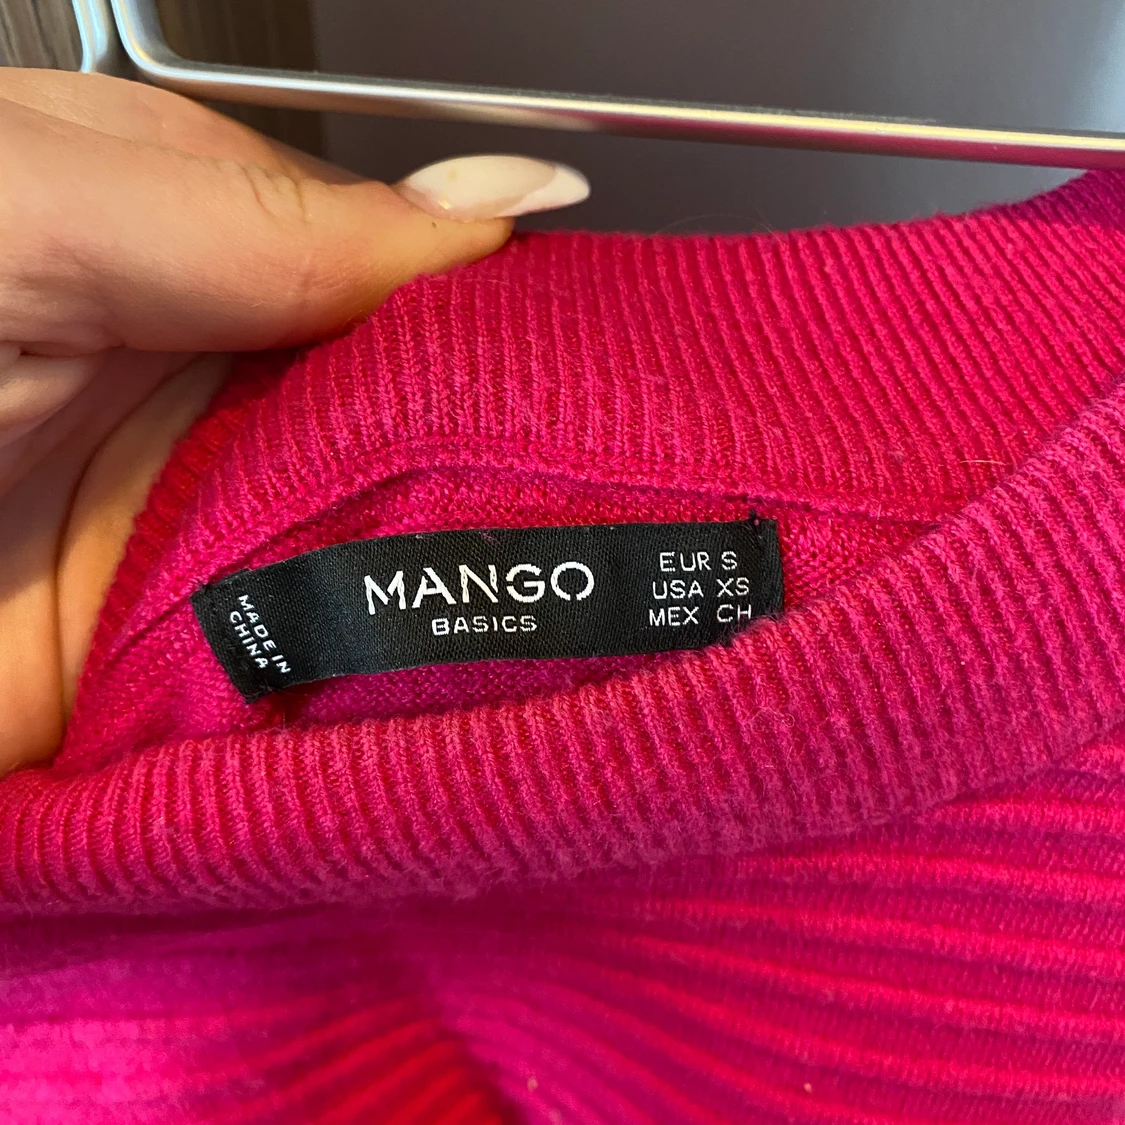 MADE IN
CHINA
MANGO
BASICS
EUR S
USA XS
MEX CH